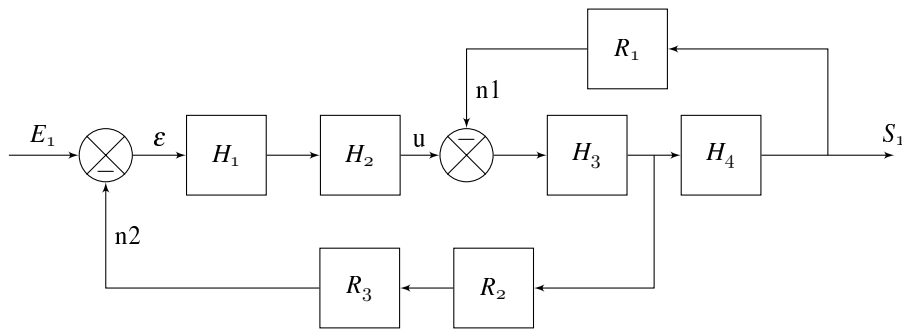 R₁
n1
E₁
ε
H₁
H₂
u
H₃
H₄
S₁
n2
R₃
R₂